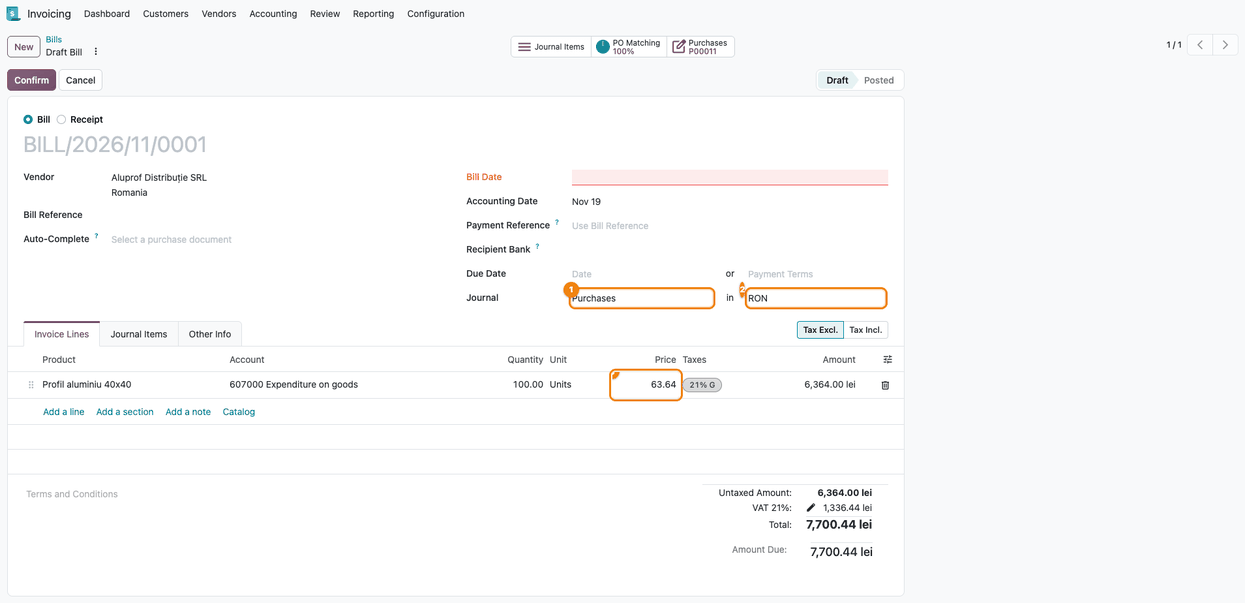 Invoicing Dashboard Customers Vendors Accounting Review Reporting Configuration
New
Bills
Draft Bill
Journal Items
PO Matching
100%
Purchases
P00011
1 / 1
Confirm Cancel
Draft Posted
Bill Receipt
BILL/2026/11/0001
Vendor
Aluprof Distribuție SRL
Romania
Bill Reference
Auto-Complete ? Select a purchase document
Bill Date
Accounting Date Nov 19
Payment Reference ? Use Bill Reference
Recipient Bank ?
Due Date Date or Payment Terms
1
2
Journal Purchases in RON
Invoice Lines Journal Items Other Info
Tax Excl. Tax Incl.
Product Account Quantity Unit Price Taxes Amount
Profil aluminiu 40x40 607000 Expenditure on goods 100.00 Units 63.64 21% G 6,364.00 lei
Add a line Add a section Add a note Catalog
Terms and Conditions
Untaxed Amount: 6,364.00 lei
VAT 21%: 1,336.44 lei
Total: 7,700.44 lei
Amount Due: 7,700.44 lei